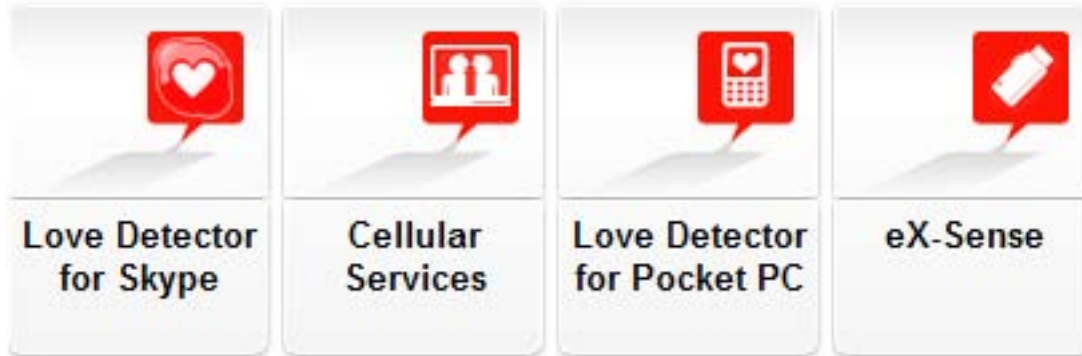 Love Detector
for Skype
Cellular
Services
Love Detector
for Pocket PC
eX-Sense